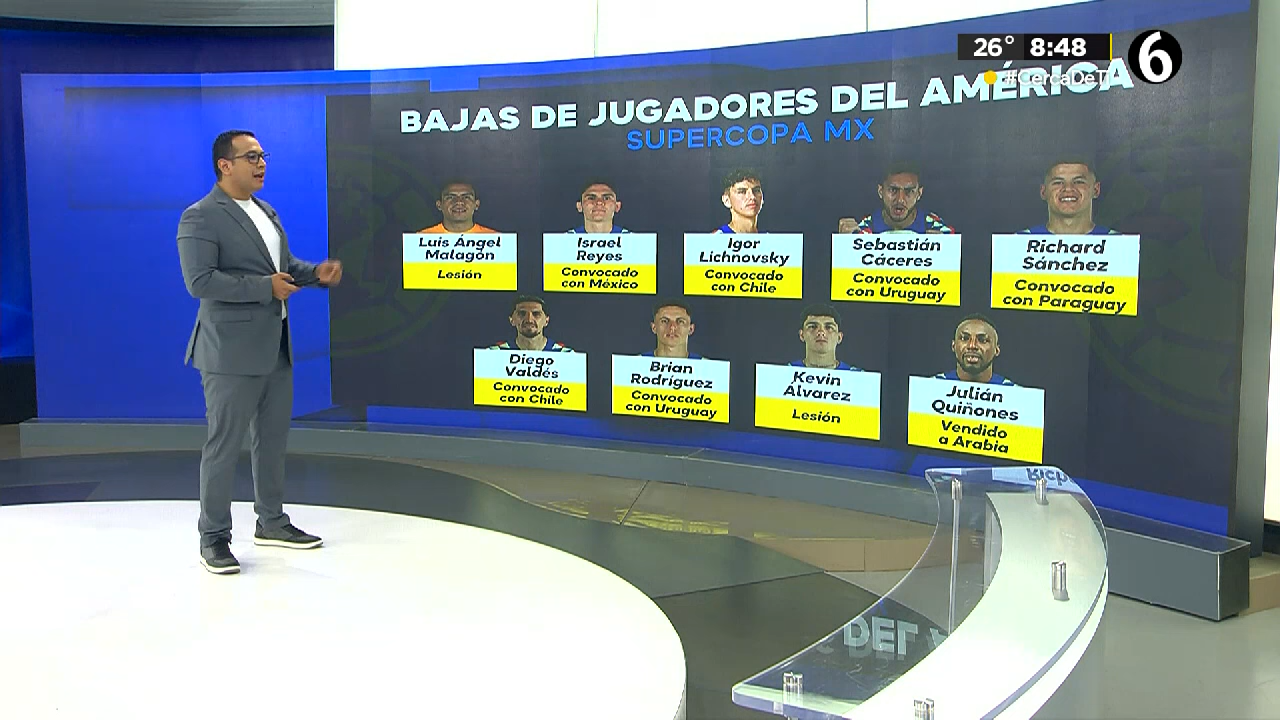 26° 8:48
6
#CercaDeTi
BAJAS DE JUGADORES DEL AMÉRICA
SUPERCOPA MX
Luis Ángel
Malagón
Lesión
Israel
Reyes
Convocado
con México
Igor
Lichnovsky
Convocado
con Chile
Sebastián
Cáceres
Convocado
con Uruguay
Richard
Sánchez
Convocado
con Paraguay
Diego
Valdés
Convocado
con Chile
Brian
Rodríguez
Convocado
con Uruguay
Kevin
Álvarez
Lesión
Julián
Quiñones
Vendido
a Arabia